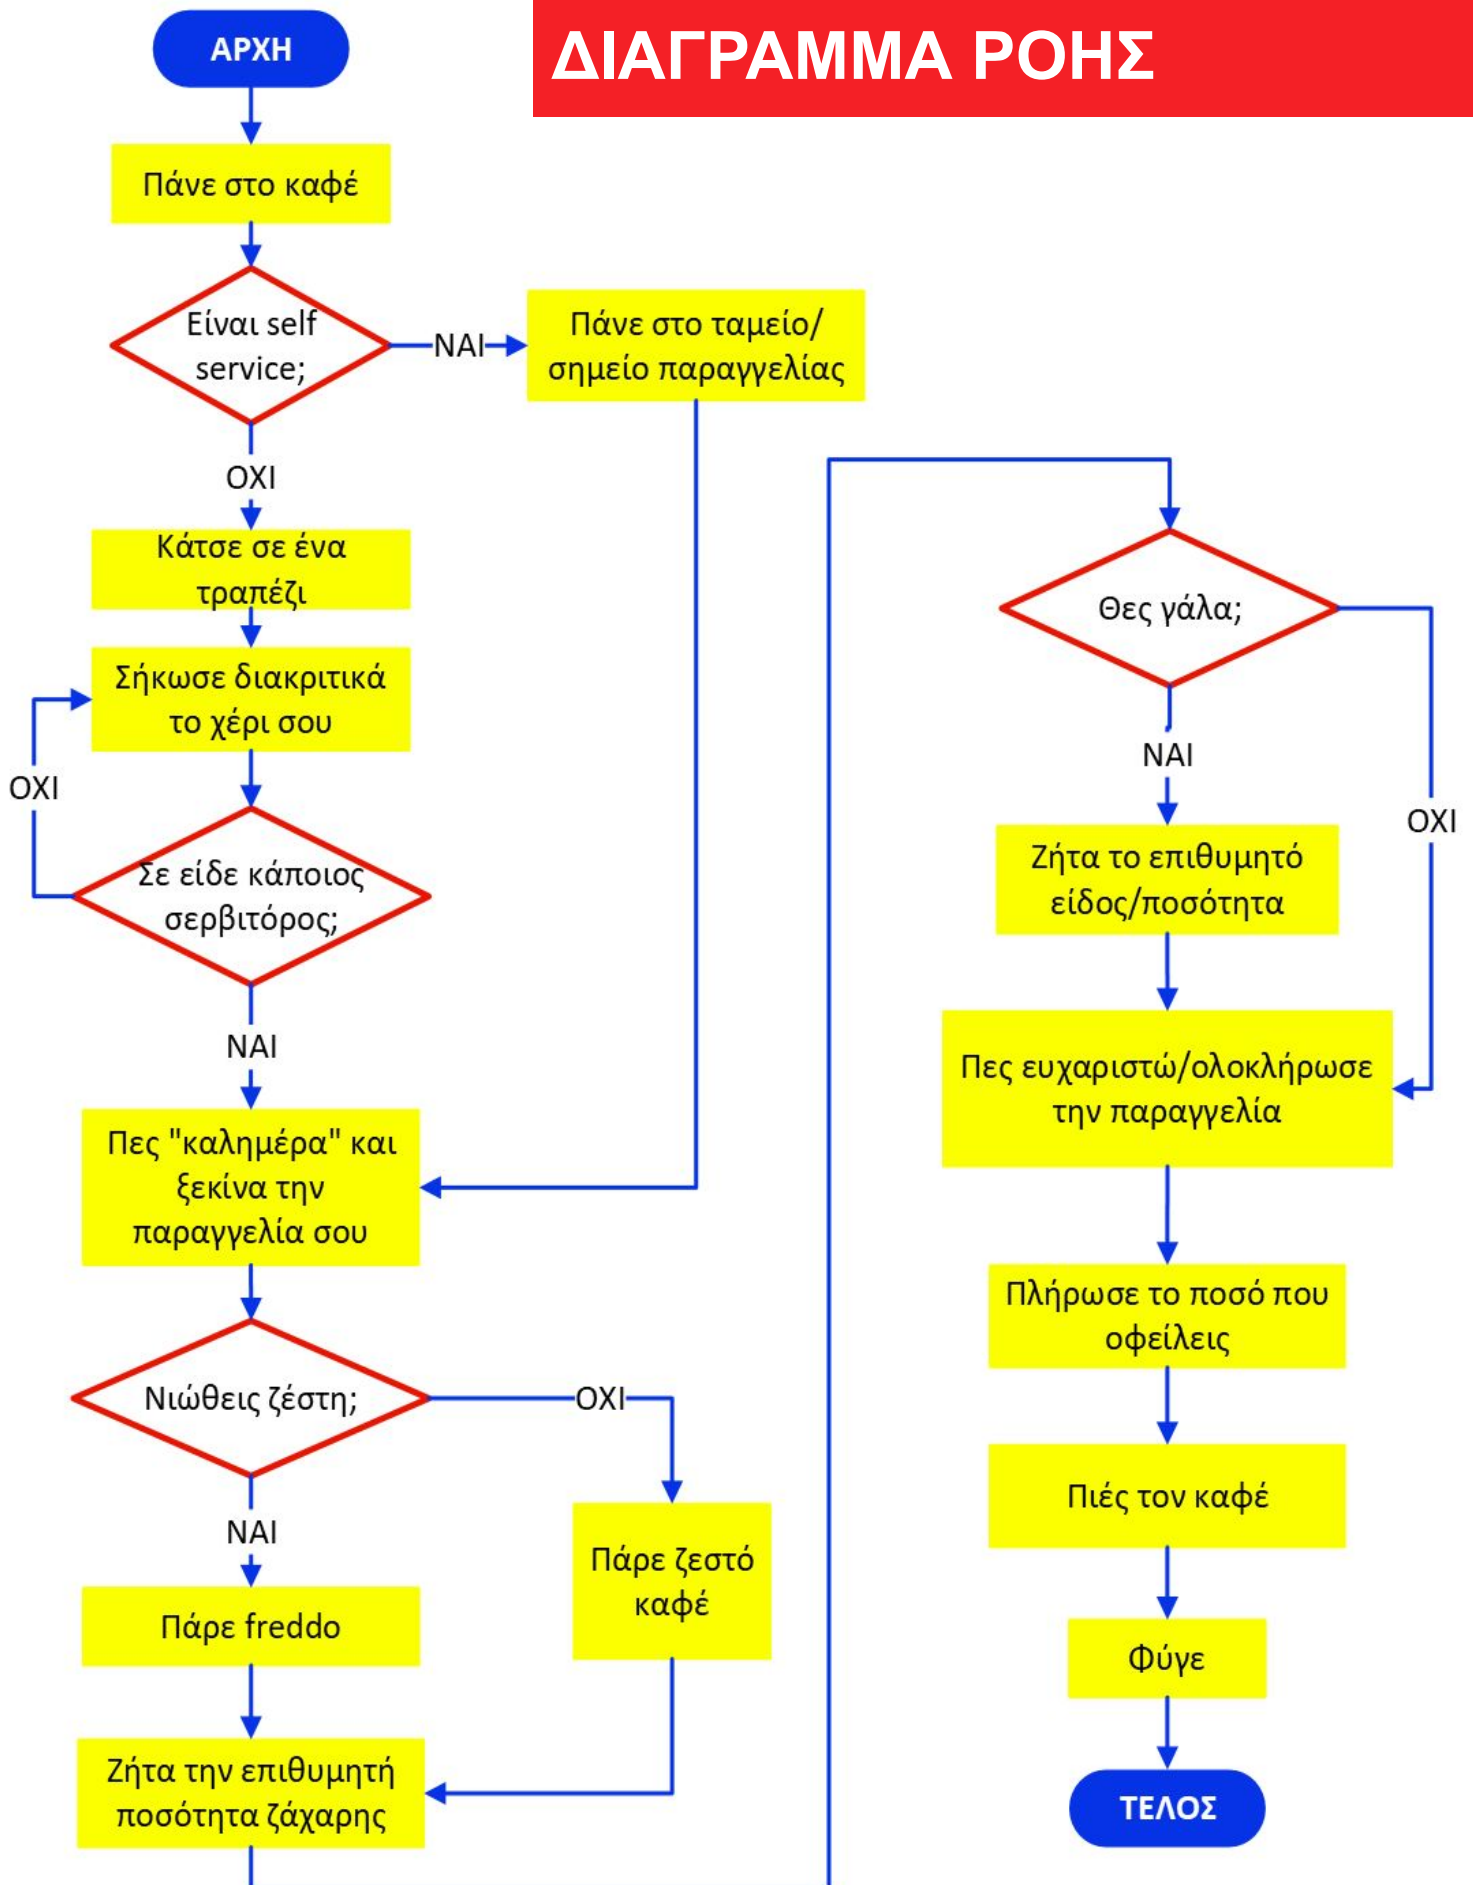 ΔΙΑΓΡΑΜΜΑ ΡΟΗΣ
ΑΡΧΗ
Πάνε στο καφέ
Είναι self
service;
ΝΑΙ
Πάνε στο ταμείο/
σημείο παραγγελίας
ΟΧΙ
Κάτσε σε ένα
τραπέζι
Σήκωσε διακριτικά
το χέρι σου
ΟΧΙ
Σε είδε κάποιος
σερβιτόρος;
ΝΑΙ
Πες "καλημέρα" και
ξεκίνα την
παραγγελία σου
Νιώθεις ζέστη;
ΟΧΙ
ΝΑΙ
Πάρε ζεστό
καφέ
Πάρε freddo
Ζήτα την επιθυμητή
ποσότητα ζάχαρης
Θες γάλα;
ΝΑΙ
ΟΧΙ
Ζήτα το επιθυμητό
είδος/ποσότητα
Πες ευχαριστώ/ολοκλήρωσε
την παραγγελία
Πλήρωσε το ποσό που
οφείλεις
Πιές τον καφέ
Φύγε
ΤΕΛΟΣ